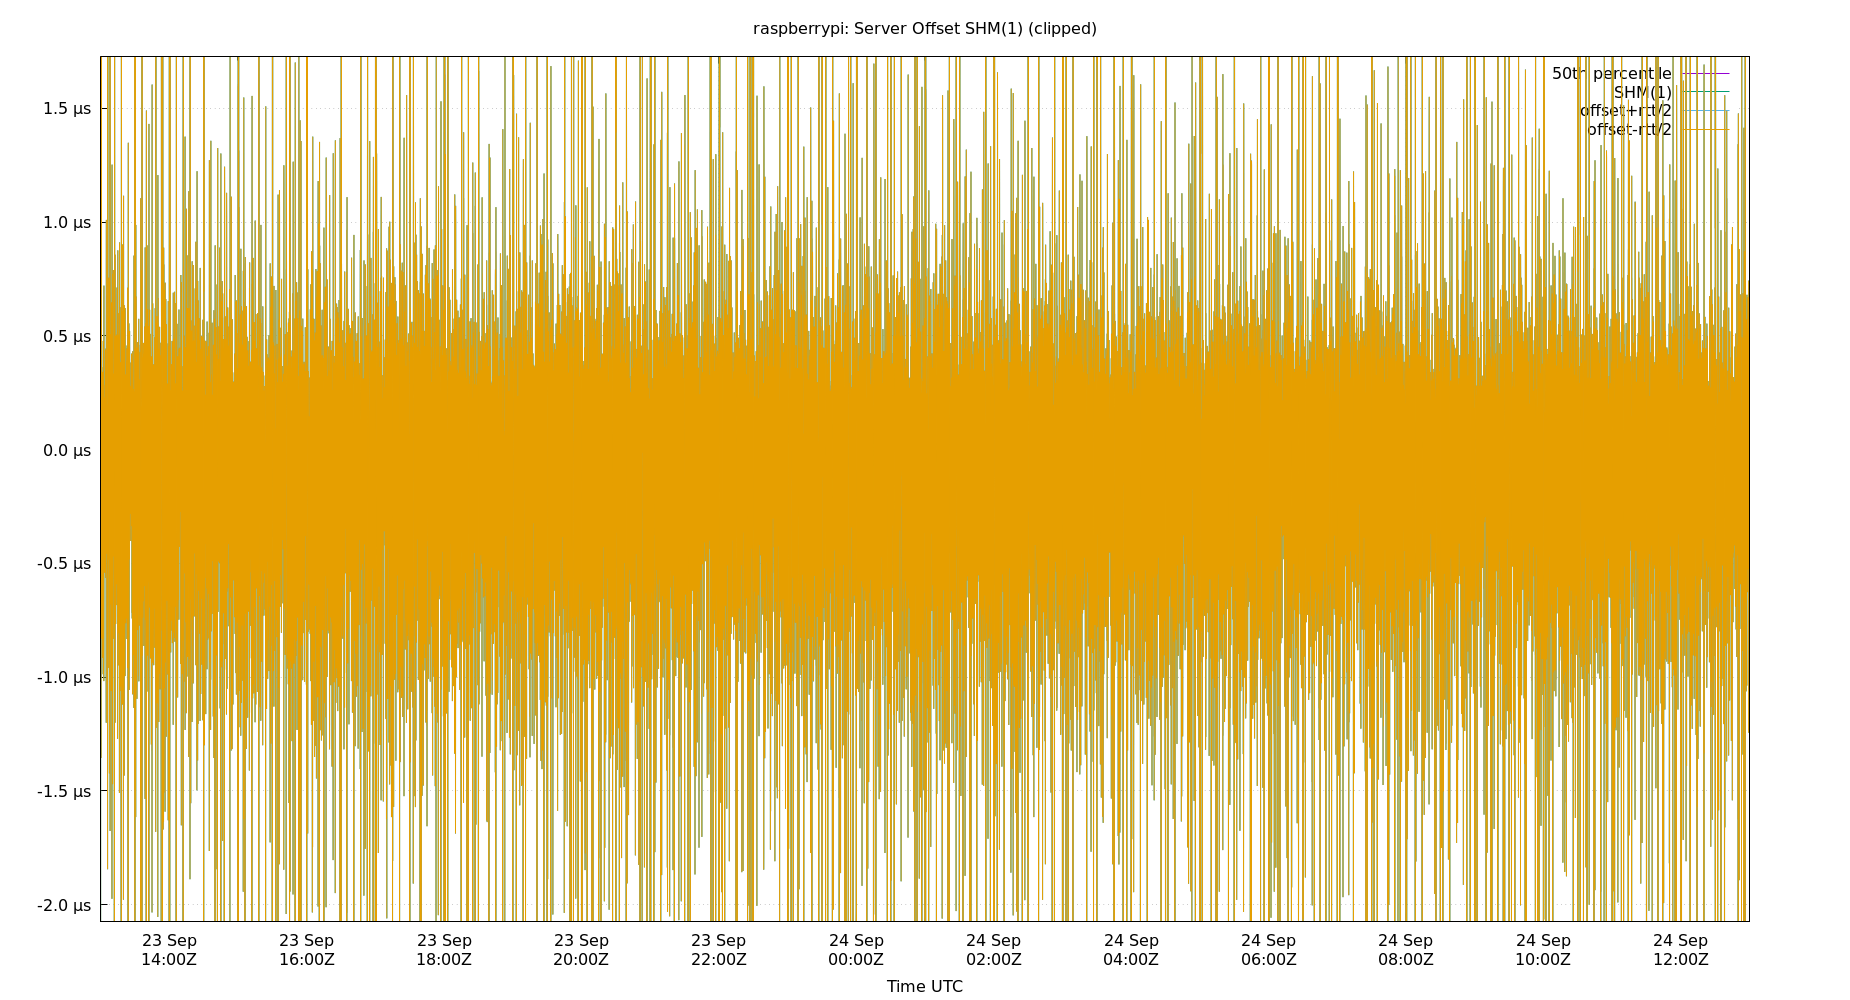 raspberrypi: Server Offset SHM(1) (clipped)
50th percentile
SHM(1)
offset+rtt/2
offset-rtt/2
1.5 µs
1.0 µs
0.5 µs
0.0 µs
-0.5 µs
-1.0 µs
-1.5 µs
-2.0 µs
23 Sep 23 Sep 23 Sep 23 Sep 23 Sep 24 Sep 24 Sep 24 Sep 24 Sep 24 Sep 24 Sep 24 Sep
14:00Z 16:00Z 18:00Z 20:00Z 22:00Z 00:00Z 02:00Z 04:00Z 06:00Z 08:00Z 10:00Z 12:00Z
Time UTC